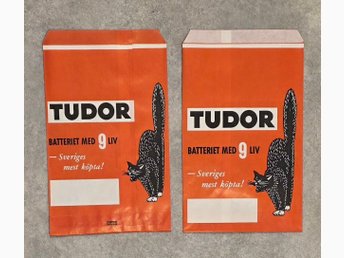 TUDOR
BATTERIET MED 9 LIV
— Sveriges
mest köpta!
TUDOR
BATTERIET MED 9 LIV
— Sveriges
mest köpta!